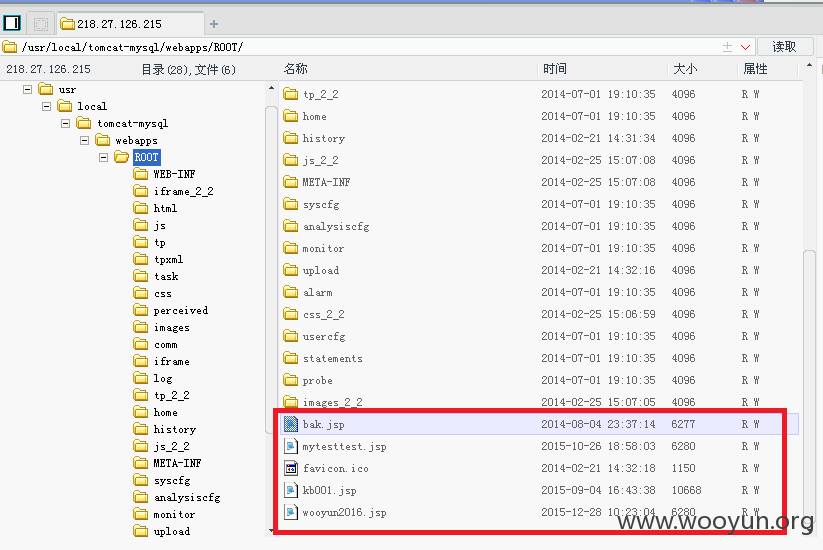 218.27.126.215
/usr/local/tomcat-mysql/webapps/ROOT/ 读取
218.27.126.215 目录(28),文件(6) 名称 时间 大小 属性
usr
local
tomcat-mysql
webapps
ROOT
WEB-INF
iframe_2_2
html
js
tp
tpxml
task
css
perceived
images
comm
iframe
log
tp_2_2
home
history
js_2_2
META-INF
syscfg
analysiscfg
monitor
upload
tp_2_2 2014-07-01 19:10:35 4096 R W
home 2014-07-01 19:10:35 4096 R W
history 2014-02-21 14:31:34 4096 R W
js_2_2 2014-02-25 15:07:08 4096 R W
META-INF 2014-02-25 15:07:08 4096 R W
syscfg 2014-07-01 19:10:35 4096 R W
analysiscfg 2014-07-01 19:10:35 4096 R W
monitor 2014-07-01 19:10:35 4096 R W
upload 2014-02-21 14:32:16 4096 R W
alarm 2014-07-01 19:10:35 4096 R W
css_2_2 2014-02-25 15:06:59 4096 R W
usercfg 2014-07-01 19:10:35 4096 R W
statements 2014-07-01 19:10:35 4096 R W
probe 2014-07-01 19:10:35 4096 R W
images_2_2 2014-02-25 15:07:05 4096 R W
bak.jsp 2014-08-04 23:37:14 6277 R W
mytesttest.jsp 2015-10-26 18:58:03 6280 R W
favicon.ico 2014-02-21 14:32:18 1150 R W
kb001.jsp 2015-09-04 16:43:38 10668 R W
wooyun2016.jsp 2015-12-28 10:23:04 6280 R W
www.wooyun.org